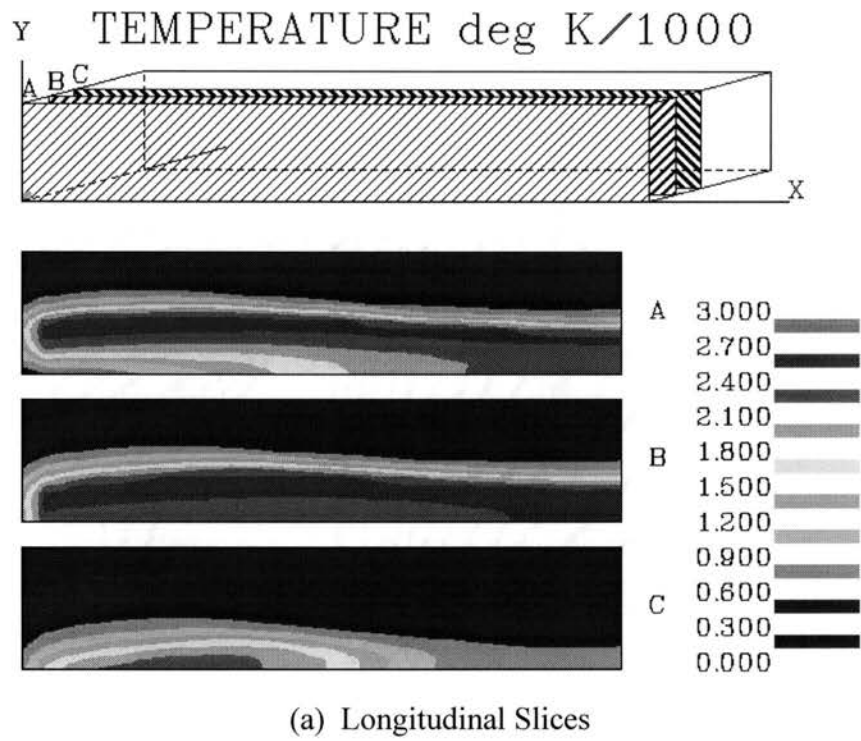 Y TEMPERATURE deg K/1000
A B C
X
A
B
C
3.000
2.700
2.400
2.100
1.800
1.500
1.200
0.900
0.600
0.300
0.000
(a) Longitudinal Slices